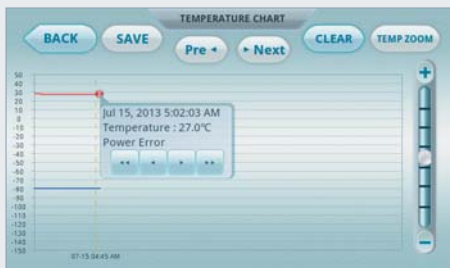 TEMPERATURE CHART
BACK
SAVE
Pre
Next
CLEAR
TEMP ZOOM
+
50
40
30
20
10
0
-10
-20
-30
-40
-50
-60
-70
-80
-90
-100
-110
-120
-130
-140
-150
Jul 15, 2013 5:02:03 AM
Temperature : 27.0°C
Power Error
07-15 04:45 AM
-